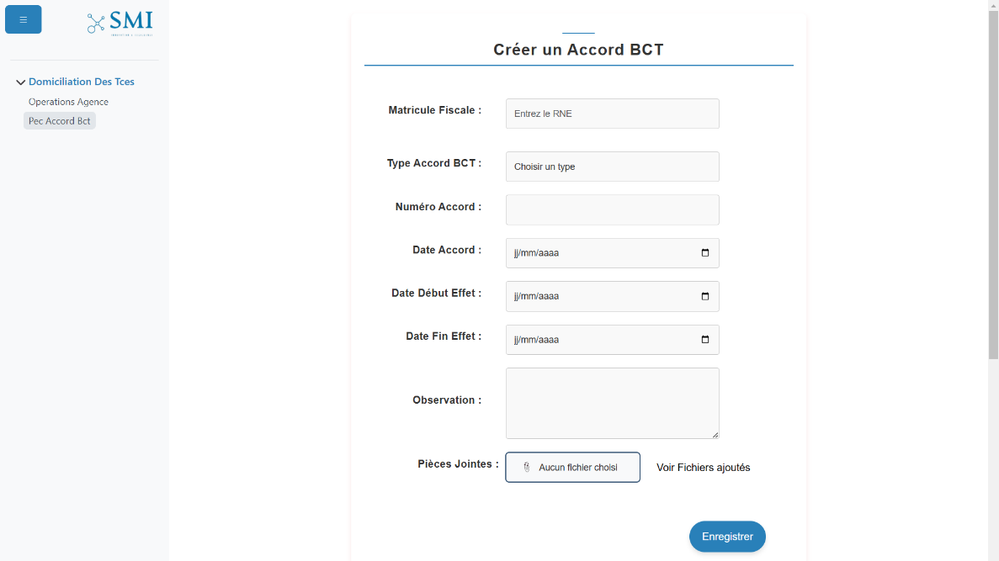 SMI
Domiciliation Des Tces
Operations Agence
Pec Accord Bct
Créer un Accord BCT
Matricule Fiscale :
Entrez le RNE
Type Accord BCT :
Choisir un type
Numéro Accord :
Date Accord :
jj/mm/aaaa
Date Début Effet :
jj/mm/aaaa
Date Fin Effet :
jj/mm/aaaa
Observation :
Pièces Jointes :
Aucun fichier choisi
Voir Fichiers ajoutés
Enregistrer